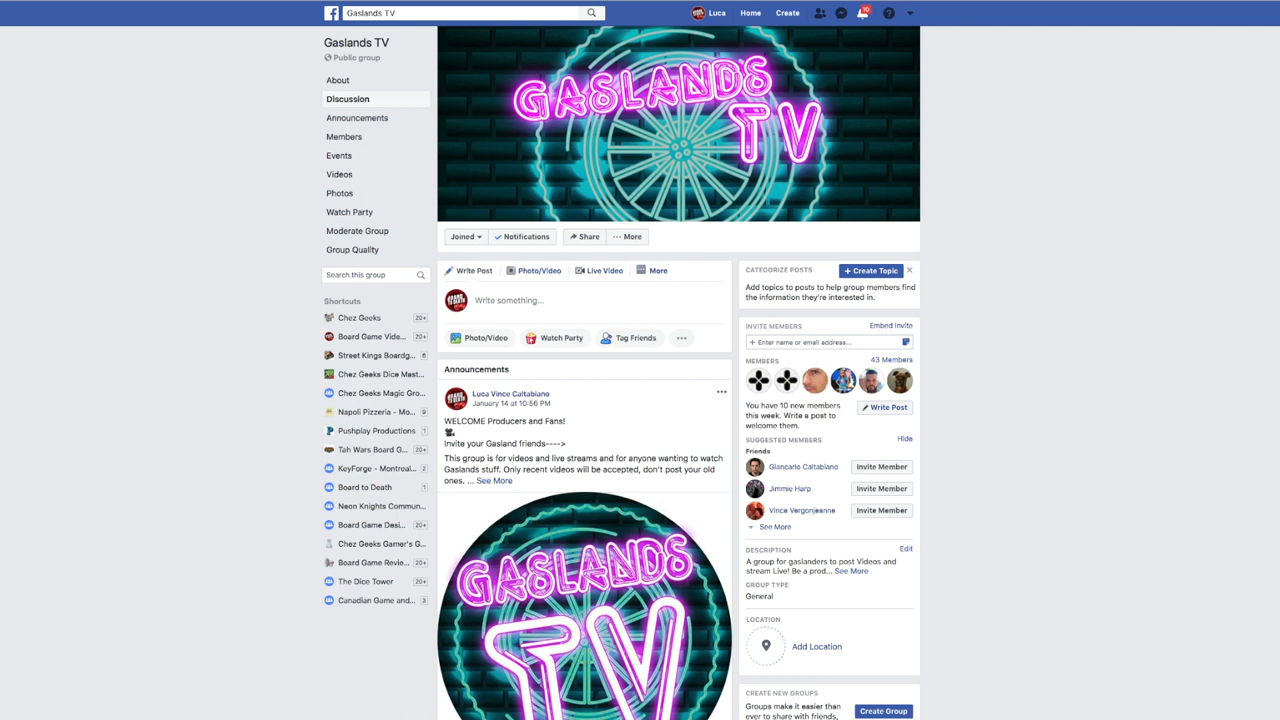 Gaslands TV
Luca
Home
Create
10
Gaslands TV
Public group
About
Discussion
Announcements
Members
Events
Videos
Photos
Watch Party
Moderate Group
Group Quality
Search this group
Shortcuts
Chez Geeks 20+
Board Game Vide... 20+
Street Kings Boardg... 6
Chez Geeks Dice Mast...
Chez Geeks Magic Gro...
Napoli Pizzeria - Mo... 9
Pushplay Productions
Tah Wars Board G... 20+
KeyForge - Montreal... 2
Board to Death 1
Neon Knights Commun...
Board Game Desi... 20+
Chez Geeks Gamer's G...
Board Game Revie... 20+
The Dice Tower 20+
Canadian Game and... 3
GASLANDS
TV
Joined
Notifications
Share
More
Write Post
Photo/Video
Live Video
More
Write something...
Photo/Video
Watch Party
Tag Friends
Announcements
Luca Vince Caltabiano
January 14 at 10:56 PM
WELCOME Producers and Fans!
Invite your Gasland friends---->
This group is for videos and live streams and for anyone wanting to watch
Gaslands stuff. Only recent videos will be accepted, don't post your old
ones. ... See More
GASLANDS
TV
CATEGORIZE POSTS
+ Create Topic
Add topics to posts to help group members find
the information they're interested in.
INVITE MEMBERS
Embed Invite
+ Enter name or email address...
MEMBERS
43 Members
You have 10 new members
this week. Write a post to
welcome them.
Write Post
SUGGESTED MEMBERS
Hide
Friends
Giancarlo Caltabiano
Invite Member
Jimmie Harp
Invite Member
Vince Vergonjeanne
Invite Member
See More
DESCRIPTION
Edit
A group for gaslanders to post Videos and
stream Live! Be a prod... See More
GROUP TYPE
General
LOCATION
Add Location
CREATE NEW GROUPS
Groups make it easier than
ever to share with friends,
Create Group